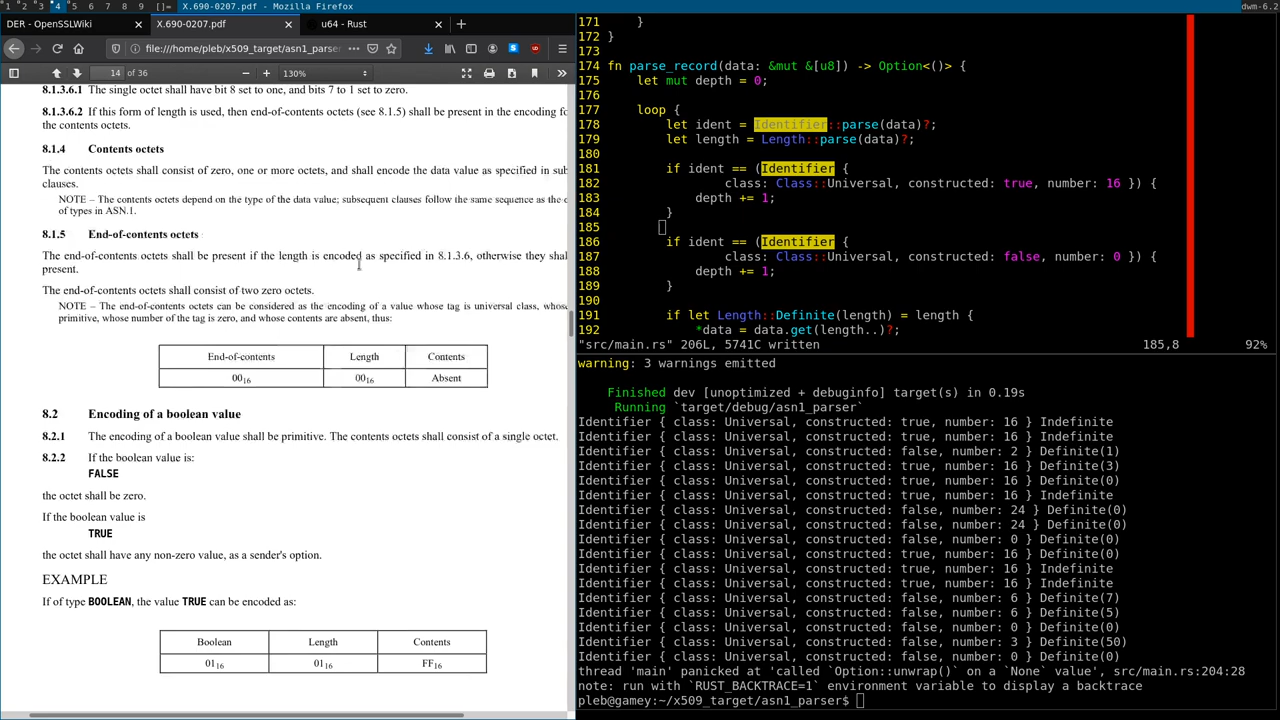 1 2 3 4 5 6 7 8 9 []= X.690-0207.pdf - Mozilla Firefox dwm-6.2
DER - OpenSSLWiki × X.690-0207.pdf × u64 - Rust × +
file:///home/pleb/x509_target/asn1_parser
14 of 36 − + 130%
8.1.3.6.1 The single octet shall have bit 8 set to one, and bits 7 to 1 set to zero.
8.1.3.6.2 If this form of length is used, then end-of-contents octets (see 8.1.5) shall be present in the encoding fo
the contents octets.
8.1.4 Contents octets
The contents octets shall consist of zero, one or more octets, and shall encode the data value as specified in sub
clauses.
NOTE – The contents octets depend on the type of the data value; subsequent clauses follow the same sequence as the d
of types in ASN.1.
8.1.5 End-of-contents octets
The end-of-contents octets shall be present if the length is encoded as specified in 8.1.3.6, otherwise they shal
present.
The end-of-contents octets shall consist of two zero octets.
NOTE – The end-of-contents octets can be considered as the encoding of a value whose tag is universal class, whose
primitive, whose number of the tag is zero, and whose contents are absent, thus:
End-of-contents Length Contents
00₁₆ 00₁₆ Absent
8.2 Encoding of a boolean value
8.2.1 The encoding of a boolean value shall be primitive. The contents octets shall consist of a single octet.
8.2.2 If the boolean value is:
FALSE
the octet shall be zero.
If the boolean value is
TRUE
the octet shall have any non-zero value, as a sender's option.
EXAMPLE
If of type BOOLEAN, the value TRUE can be encoded as:
Boolean Length Contents
01₁₆ 01₁₆ FF₁₆
171     }
172 }
173
174 fn parse_record(data: &mut &[u8]) -> Option<()> {
175     let mut depth = 0;
176
177     loop {
178         let ident = Identifier::parse(data)?;
179         let length = Length::parse(data)?;
180
181         if ident == (Identifier {
182                 class: Class::Universal, constructed: true, number: 16 }) {
183             depth += 1;
184         }
185
186         if ident == (Identifier {
187                 class: Class::Universal, constructed: false, number: 0 }) {
188             depth += 1;
189         }
190
191         if let Length::Definite(length) = length {
192             *data = data.get(length..)?;
"src/main.rs" 206L, 5741C written 185,8 92%
warning: 3 warnings emitted
Finished dev [unoptimized + debuginfo] target(s) in 0.19s
Running `target/debug/asn1_parser`
Identifier { class: Universal, constructed: true, number: 16 } Indefinite
Identifier { class: Universal, constructed: true, number: 16 } Indefinite
Identifier { class: Universal, constructed: false, number: 2 } Definite(1)
Identifier { class: Universal, constructed: true, number: 16 } Definite(3)
Identifier { class: Universal, constructed: true, number: 16 } Definite(0)
Identifier { class: Universal, constructed: true, number: 16 } Indefinite
Identifier { class: Universal, constructed: false, number: 24 } Definite(0)
Identifier { class: Universal, constructed: false, number: 24 } Definite(0)
Identifier { class: Universal, constructed: false, number: 0 } Definite(0)
Identifier { class: Universal, constructed: true, number: 16 } Definite(0)
Identifier { class: Universal, constructed: true, number: 16 } Indefinite
Identifier { class: Universal, constructed: true, number: 16 } Indefinite
Identifier { class: Universal, constructed: false, number: 6 } Definite(7)
Identifier { class: Universal, constructed: false, number: 6 } Definite(5)
Identifier { class: Universal, constructed: false, number: 0 } Definite(0)
Identifier { class: Universal, constructed: false, number: 3 } Definite(50)
Identifier { class: Universal, constructed: false, number: 0 } Definite(0)
thread 'main' panicked at 'called `Option::unwrap()` on a `None` value', src/main.rs:204:28
note: run with `RUST_BACKTRACE=1` environment variable to display a backtrace
pleb@gamey:~/x509_target/asn1_parser$